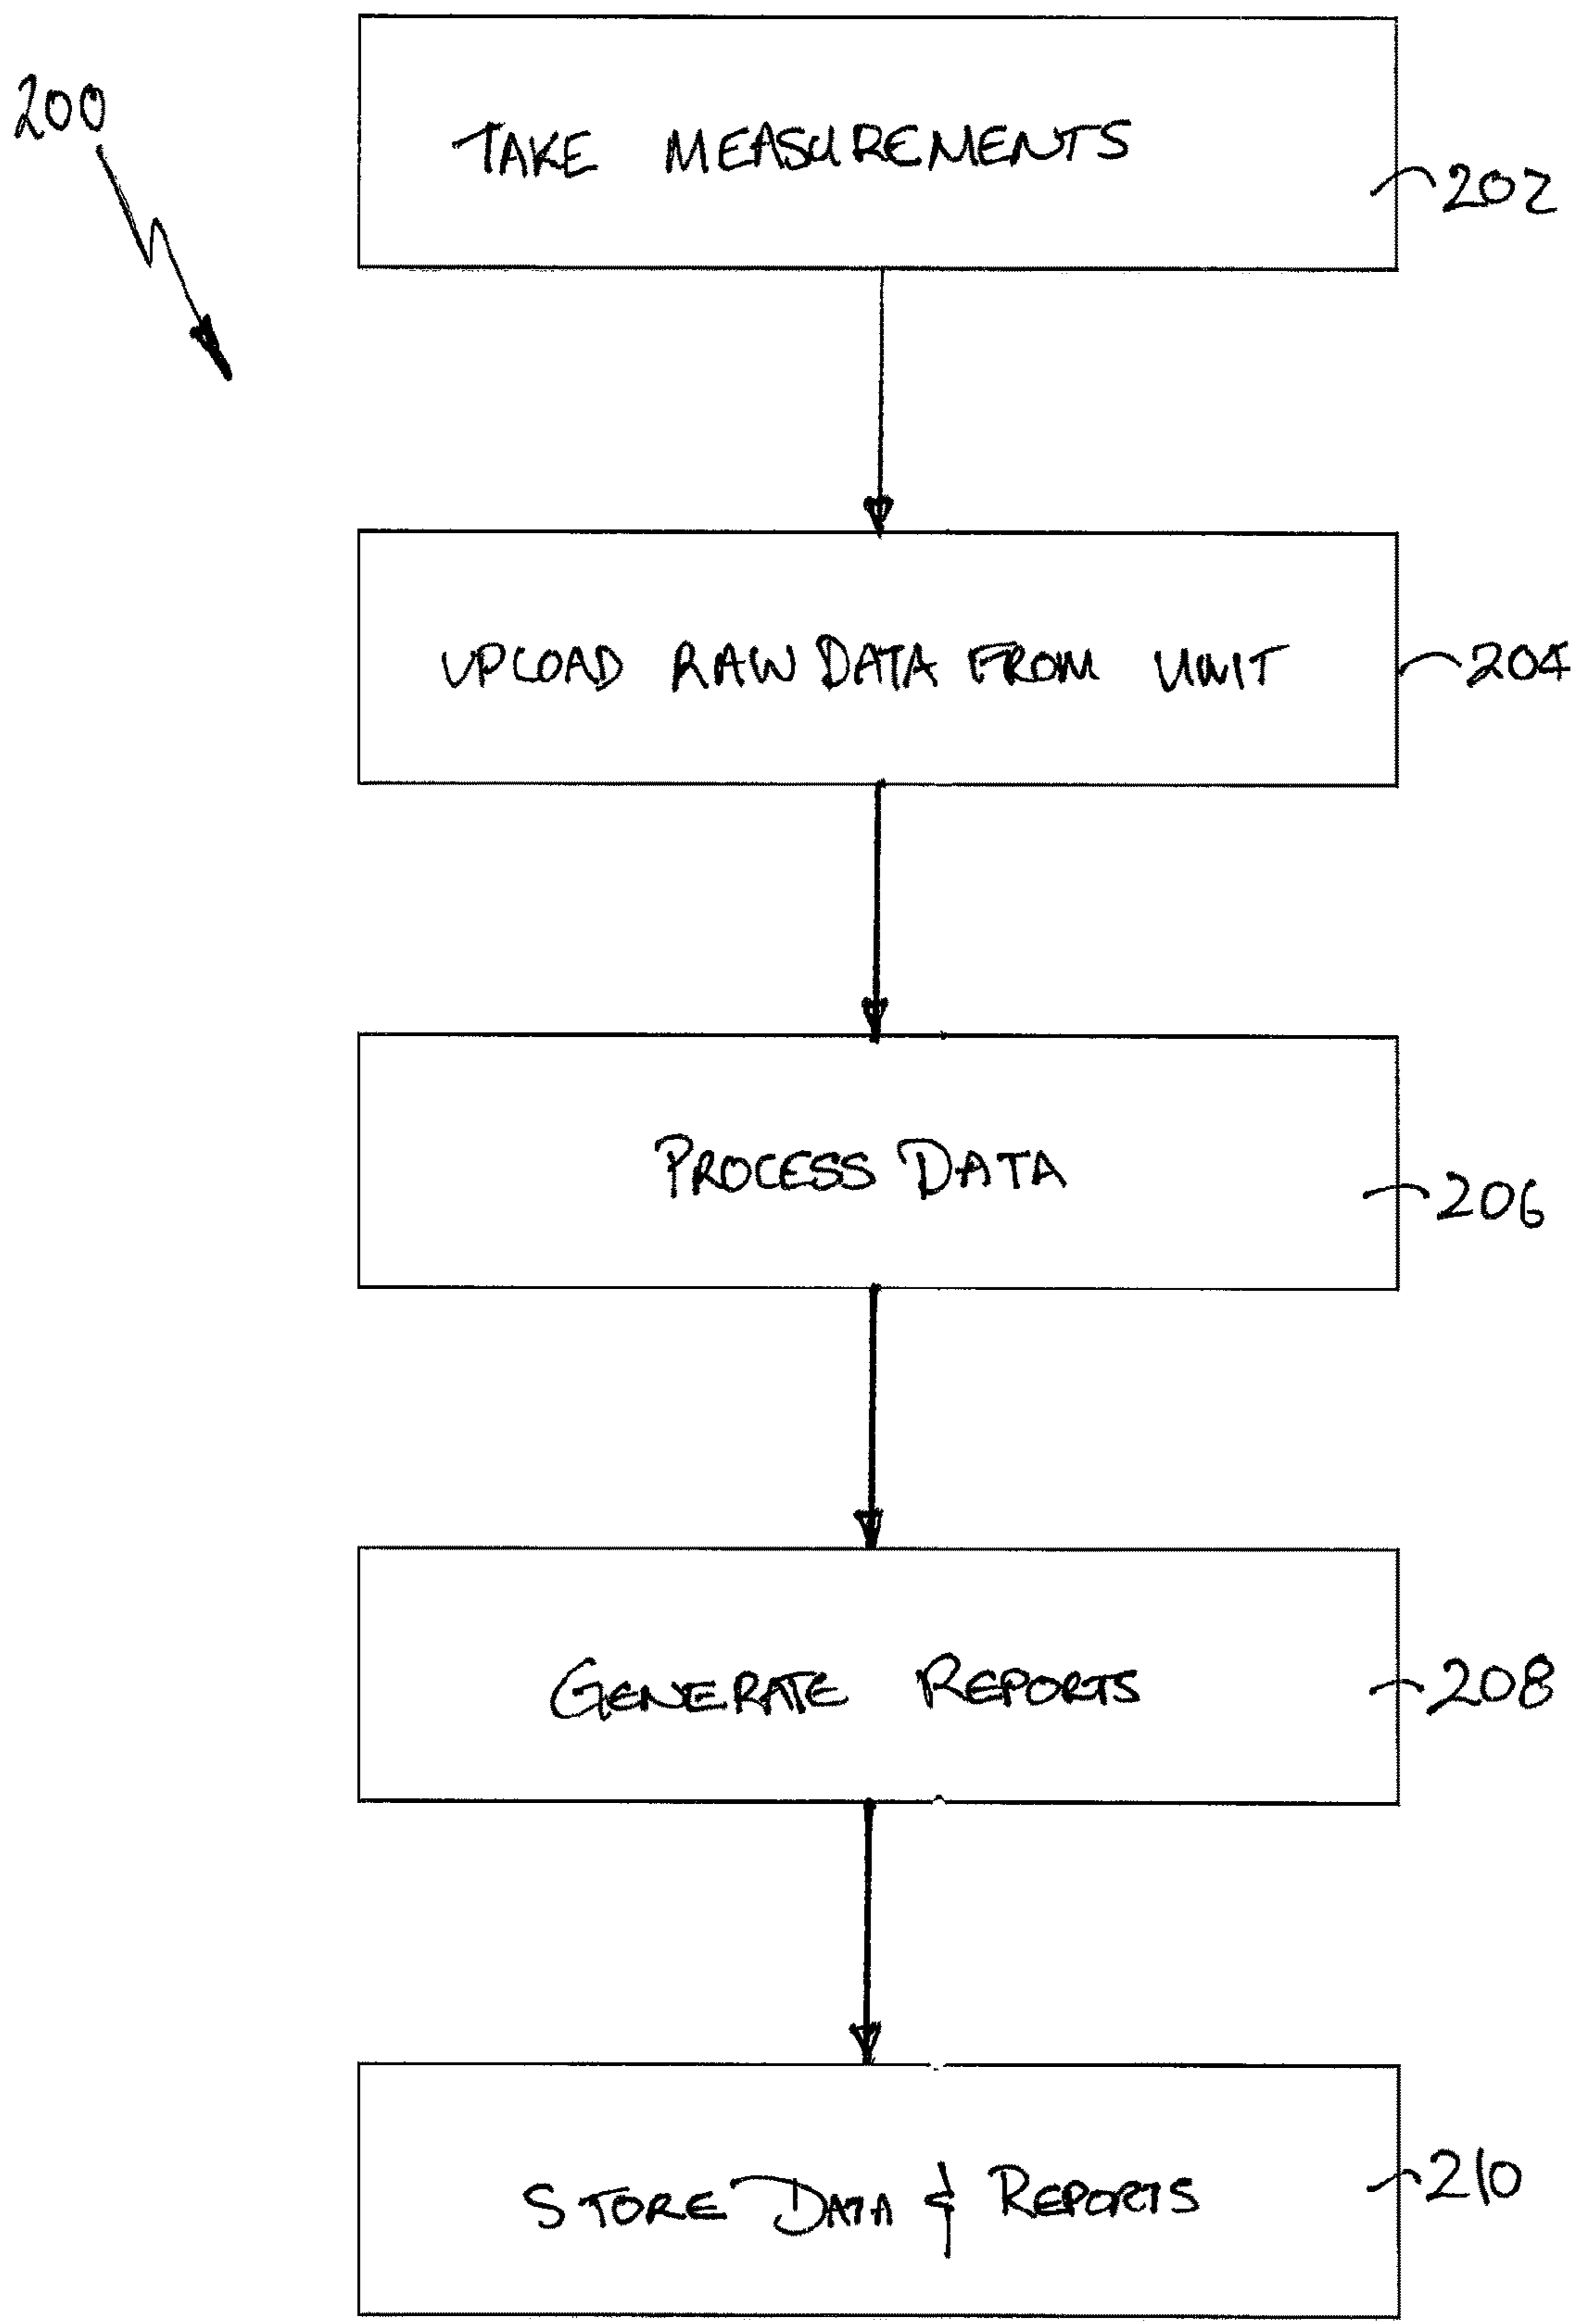 200
TAKE MEASUREMENTS
202
UPLOAD RAW DATA FROM UNIT
204
PROCESS DATA
206
GENERATE REPORTS
208
STORE DATA & REPORTS
210